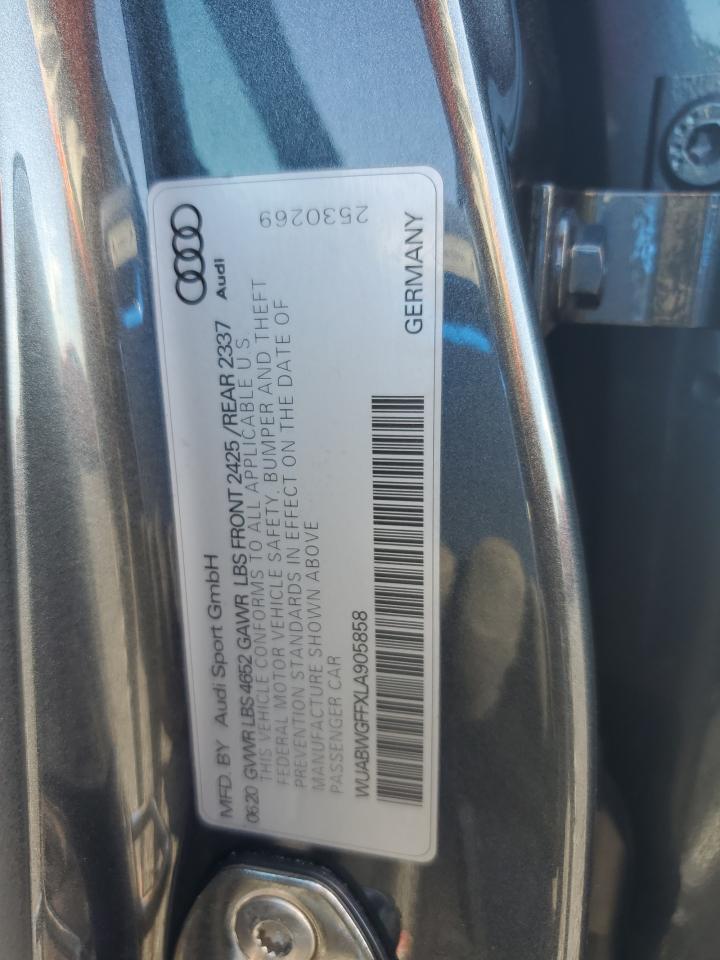 MFD. BY Audi Sport GmbH
Audi
06.20 GVWR LBS 4652 GAWR LBS FRONT 2425 / REAR 2337
THIS VEHICLE CONFORMS TO ALL APPLICABLE U S
FEDERAL MOTOR VEHICLE SAFETY. BUMPER AND THEFT
PREVENTION STANDARDS IN EFFECT ON THE DATE OF
MANUFACTURE SHOWN ABOVE
PASSENGER CAR
2530269
WUABWGFFXLA905858
GERMANY